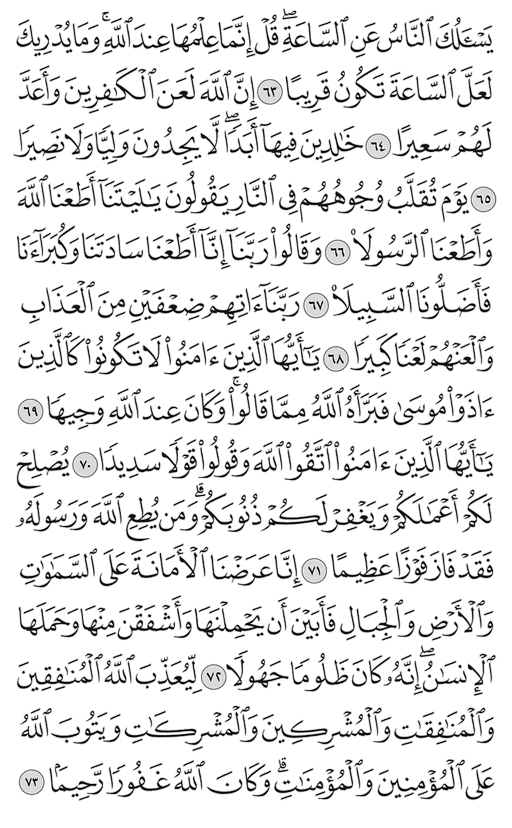 يَسْـَٔلُكَ ٱلنَّاسُ عَنِ ٱلسَّاعَةِۖ قُلْ إِنَّمَا عِلْمُهَا عِندَ ٱللَّهِۚ وَمَا يُدْرِيكَ
لَعَلَّ ٱلسَّاعَةَ تَكُونُ قَرِيبًا ٦٣ إِنَّ ٱللَّهَ لَعَنَ ٱلْكَٰفِرِينَ وَأَعَدَّ
لَهُمْ سَعِيرًا ٦٤ خَٰلِدِينَ فِيهَآ أَبَدًاۖ لَّا يَجِدُونَ وَلِيًّا وَلَا نَصِيرًا
٦٥ يَوْمَ تُقَلَّبُ وُجُوهُهُمْ فِى ٱلنَّارِ يَقُولُونَ يَٰلَيْتَنَآ أَطَعْنَا ٱللَّهَ
وَأَطَعْنَا ٱلرَّسُولَا۠ ٦٦ وَقَالُوا۟ رَبَّنَآ إِنَّآ أَطَعْنَا سَادَتَنَا وَكُبَرَآءَنَا
فَأَضَلُّونَا ٱلسَّبِيلَا۠ ٦٧ رَبَّنَآ ءَاتِهِمْ ضِعْفَيْنِ مِنَ ٱلْعَذَابِ
وَٱلْعَنْهُمْ لَعْنًا كَبِيرًا ٦٨ يَٰٓأَيُّهَا ٱلَّذِينَ ءَامَنُوا۟ لَا تَكُونُوا۟ كَٱلَّذِينَ
ءَاذَوْا۟ مُوسَىٰ فَبَرَّأَهُ ٱللَّهُ مِمَّا قَالُوا۟ۚ وَكَانَ عِندَ ٱللَّهِ وَجِيهًا ٦٩
يَٰٓأَيُّهَا ٱلَّذِينَ ءَامَنُوا۟ ٱتَّقُوا۟ ٱللَّهَ وَقُولُوا۟ قَوْلًا سَدِيدًا ٧٠ يُصْلِحْ
لَكُمْ أَعْمَٰلَكُمْ وَيَغْفِرْ لَكُمْ ذُنُوبَكُمْۗ وَمَن يُطِعِ ٱللَّهَ وَرَسُولَهُۥ
فَقَدْ فَازَ فَوْزًا عَظِيمًا ٧١ إِنَّا عَرَضْنَا ٱلْأَمَانَةَ عَلَى ٱلسَّمَٰوَٰتِ
وَٱلْأَرْضِ وَٱلْجِبَالِ فَأَبَيْنَ أَن يَحْمِلْنَهَا وَأَشْفَقْنَ مِنْهَا وَحَمَلَهَا
ٱلْإِنسَٰنُۖ إِنَّهُۥ كَانَ ظَلُومًا جَهُولًا ٧٢ لِّيُعَذِّبَ ٱللَّهُ ٱلْمُنَٰفِقِينَ
وَٱلْمُنَٰفِقَٰتِ وَٱلْمُشْرِكِينَ وَٱلْمُشْرِكَٰتِ وَيَتُوبَ ٱللَّهُ
عَلَى ٱلْمُؤْمِنِينَ وَٱلْمُؤْمِنَٰتِۗ وَكَانَ ٱللَّهُ غَفُورًا رَّحِيمًۢا ٧٣